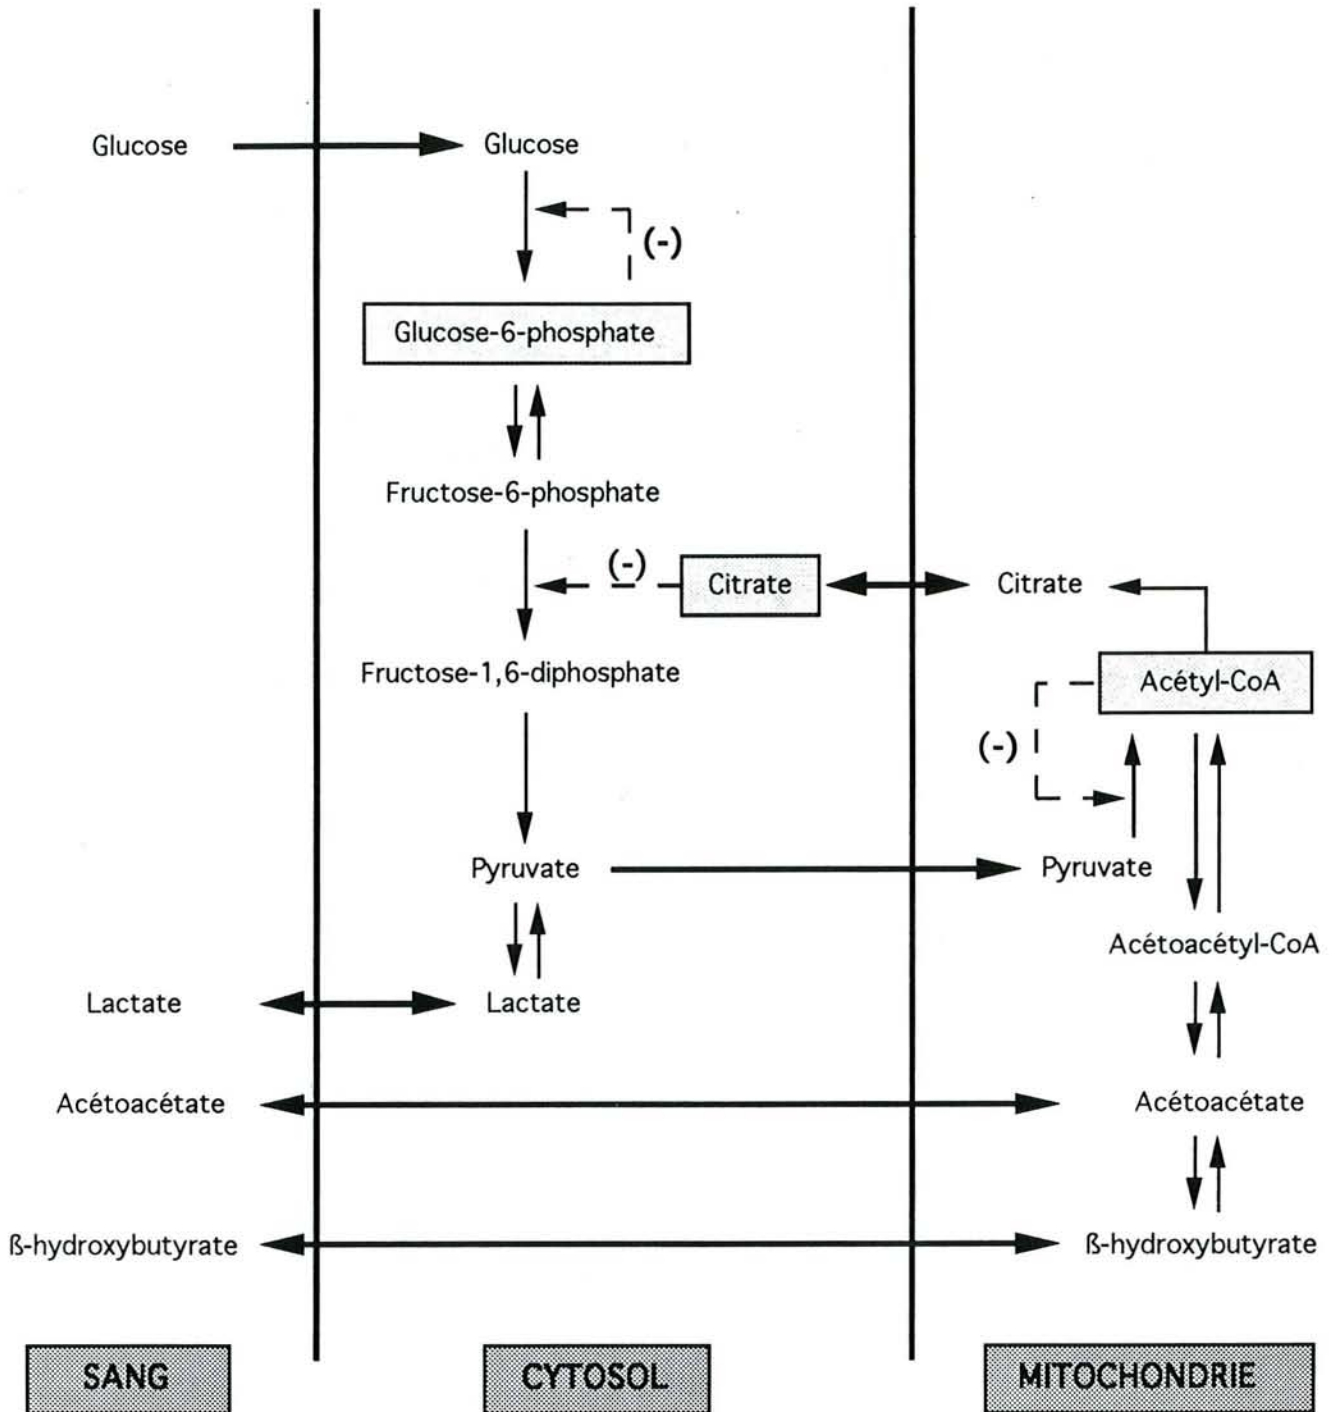 Glucose
Glucose
(-)
Glucose-6-phosphate
Fructose-6-phosphate
(-)
Citrate
Citrate
Fructose-1,6-diphosphate
Acétyl-CoA
(-)
Pyruvate
Pyruvate
Acétoacétyl-CoA
Lactate
Lactate
Acétoacétate
Acétoacétate
ß-hydroxybutyrate
ß-hydroxybutyrate
SANG
CYTOSOL
MITOCHONDRIE